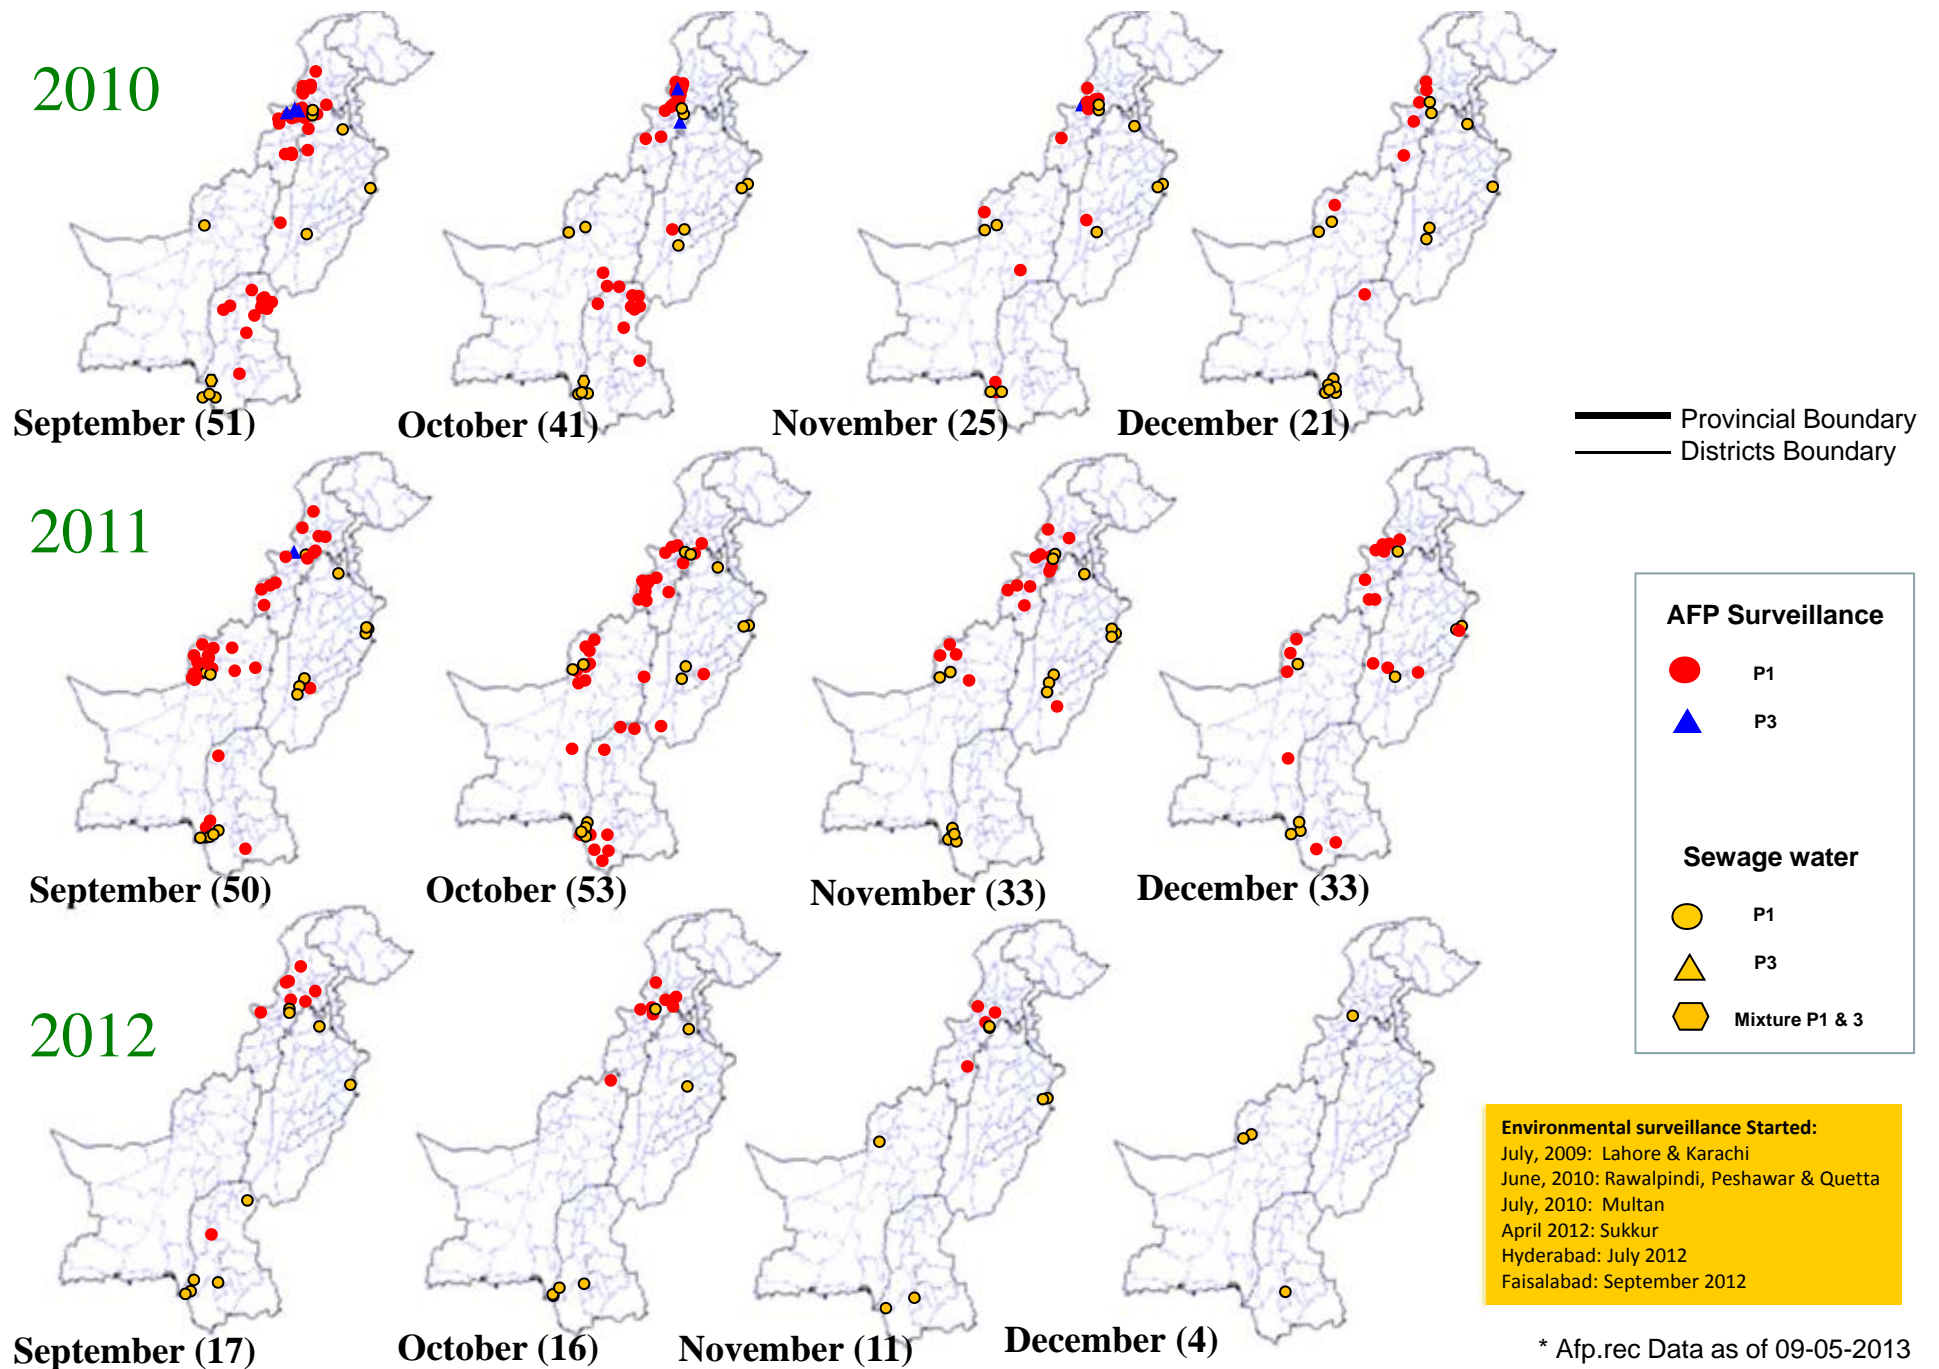 2010
September (51)
October (41)
November (25)
December (21)
Provincial Boundary
Districts Boundary
2011
September (50)
October (53)
November (33)
December (33)
AFP Surveillance
P1
P3
Sewage water
P1
P3
Mixture P1 & 3
2012
September (17)
October (16)
November (11)
December (4)
Environmental surveillance Started:
July, 2009: Lahore & Karachi
June, 2010: Rawalpindi, Peshawar & Quetta
July, 2010: Multan
April 2012: Sukkur
Hyderabad: July 2012
Faisalabad: September 2012
* Afp.rec Data as of 09-05-2013